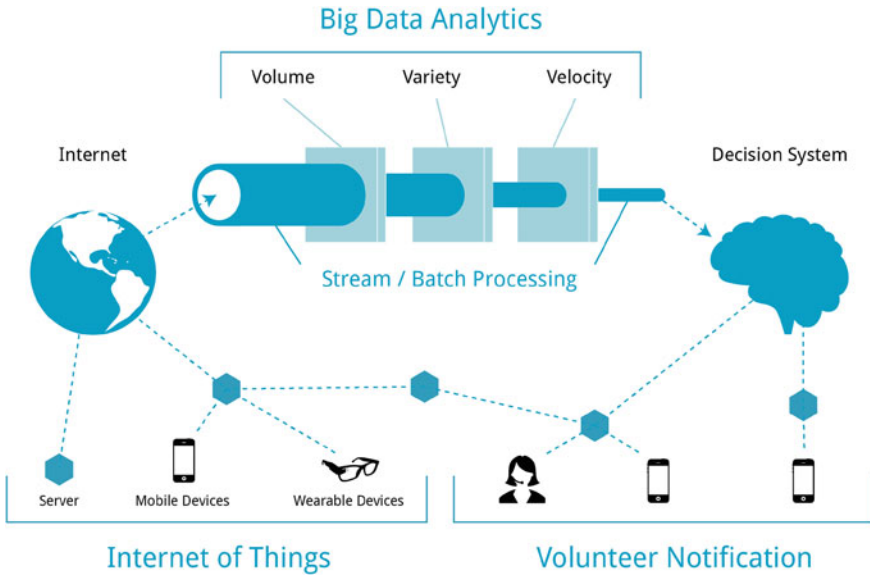 Big Data Analytics
Volume Variety Velocity
Internet Decision System
Stream / Batch Processing
Server Mobile Devices Wearable Devices
Internet of Things Volunteer Notification